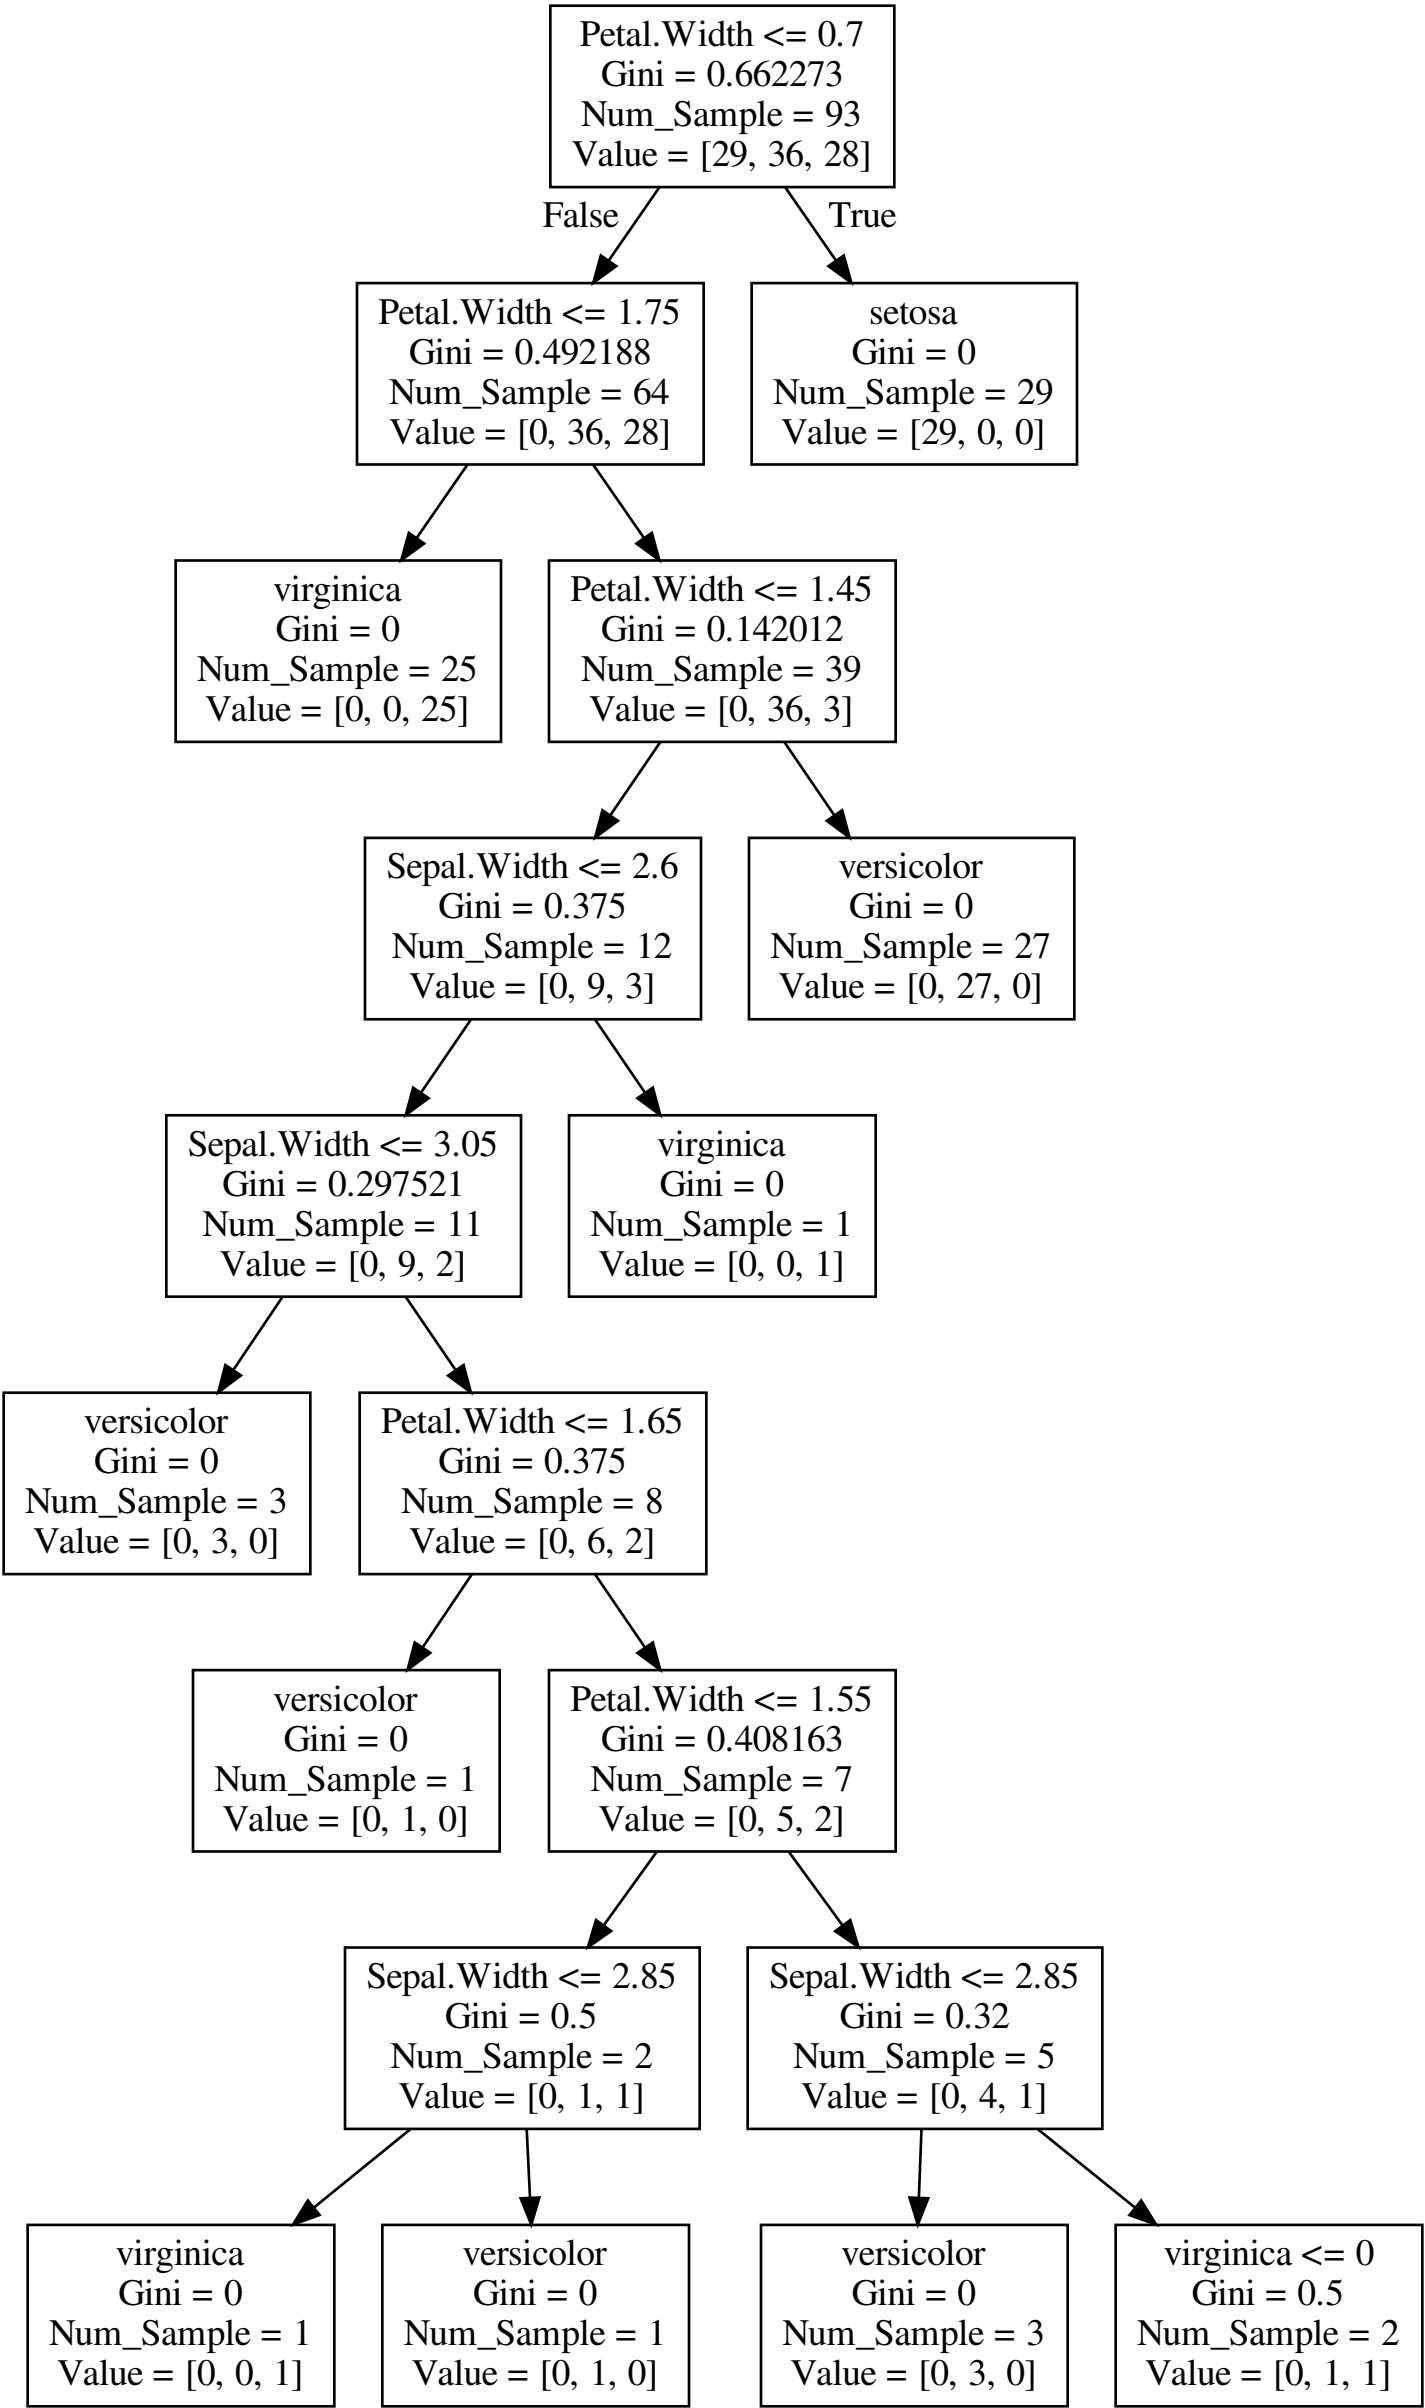 Petal.Width <= 0.7
Gini = 0.662273
Num_Sample = 93
Value = [29, 36, 28]
False
True
Petal.Width <= 1.75
Gini = 0.492188
Num_Sample = 64
Value = [0, 36, 28]
setosa
Gini = 0
Num_Sample = 29
Value = [29, 0, 0]
virginica
Gini = 0
Num_Sample = 25
Value = [0, 0, 25]
Petal.Width <= 1.45
Gini = 0.142012
Num_Sample = 39
Value = [0, 36, 3]
Sepal.Width <= 2.6
Gini = 0.375
Num_Sample = 12
Value = [0, 9, 3]
versicolor
Gini = 0
Num_Sample = 27
Value = [0, 27, 0]
Sepal.Width <= 3.05
Gini = 0.297521
Num_Sample = 11
Value = [0, 9, 2]
virginica
Gini = 0
Num_Sample = 1
Value = [0, 0, 1]
versicolor
Gini = 0
Num_Sample = 3
Value = [0, 3, 0]
Petal.Width <= 1.65
Gini = 0.375
Num_Sample = 8
Value = [0, 6, 2]
versicolor
Gini = 0
Num_Sample = 1
Value = [0, 1, 0]
Petal.Width <= 1.55
Gini = 0.408163
Num_Sample = 7
Value = [0, 5, 2]
Sepal.Width <= 2.85
Gini = 0.5
Num_Sample = 2
Value = [0, 1, 1]
Sepal.Width <= 2.85
Gini = 0.32
Num_Sample = 5
Value = [0, 4, 1]
virginica
Gini = 0
Num_Sample = 1
Value = [0, 0, 1]
versicolor
Gini = 0
Num_Sample = 1
Value = [0, 1, 0]
versicolor
Gini = 0
Num_Sample = 3
Value = [0, 3, 0]
virginica <= 0
Gini = 0.5
Num_Sample = 2
Value = [0, 1, 1]